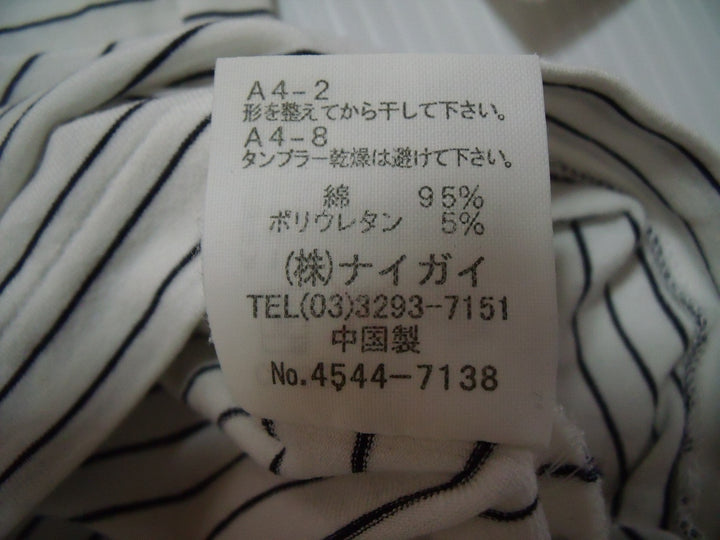 A4-2
形を整えてから干して下さい。
A4-8
タンブラー乾燥は避けて下さい。
綿 95%
ポリウレタン 5%
(株)ナイガイ
TEL(03)3293-7151
中国製
No.4544-7138